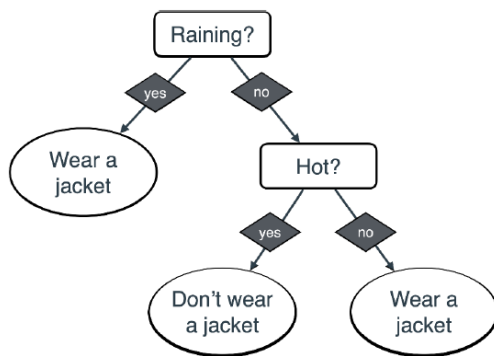 Raining?
yes
no
Wear a
jacket
Hot?
yes
no
Don't wear
a jacket
Wear a
jacket